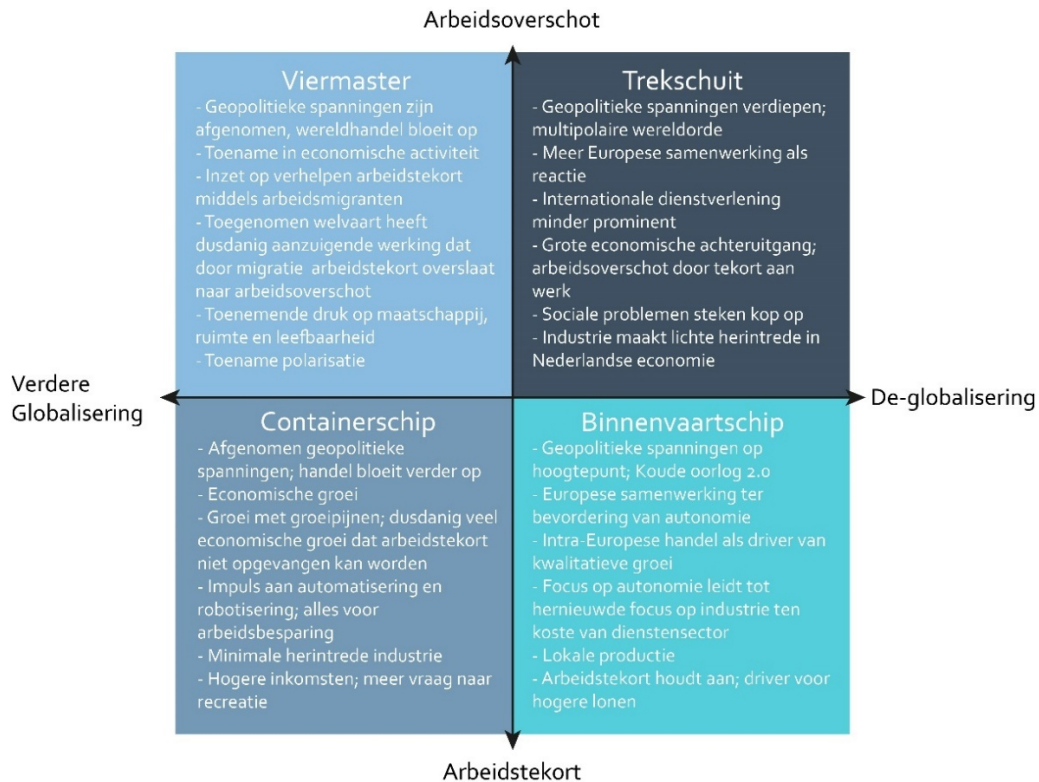 Arbeidsoverschot
Viermaster
- Geopolitieke spanningen zijn
afgenomen, wereldhandel bloeit op
- Toename in economische activiteit
- Inzet op verhelpen arbeidstekort
middels arbeidsmigranten
- Toegenomen welvaart heeft
dusdanig aanzuigende werking dat
door migratie arbeidstekort overslaat
naar arbeidsoverschot
- Toenemende druk op maatschappij,
ruimte en leefbaarheid
- Toename polarisatie
Trekschuit
- Geopolitieke spanningen verdiepen;
multipolaire wereldorde
- Meer Europese samenwerking als
reactie
- Internationale dienstverlening
minder prominent
- Grote economische achteruitgang;
arbeidsoverschot door tekort aan
werk
- Sociale problemen steken kop op
- Industrie maakt lichte herintrede in
Nederlandse economie
Verdere
Globalisering
De-globalisering
Containerschip
- Afgenomen geopolitieke
spanningen; handel bloeit verder op
- Economische groei
- Groei met groeipijnen; dusdanig veel
economische groei dat arbeidstekort
niet opgevangen kan worden
- Impuls aan automatisering en
robotisering; alles voor
arbeidsbesparing
- Minimale herintrede industrie
- Hogere inkomsten; meer vraag naar
recreatie
Binnenvaartschip
- Geopolitieke spanningen op
hoogtepunt; Koude oorlog 2.0
- Europese samenwerking ter
bevordering van autonomie
- Intra-Europese handel als driver van
kwalitatieve groei
- Focus op autonomie leidt tot
hernieuwde focus op industrie ten
koste van dienstensector
- Lokale productie
- Arbeidstekort houdt aan; driver voor
hogere lonen
Arbeidstekort